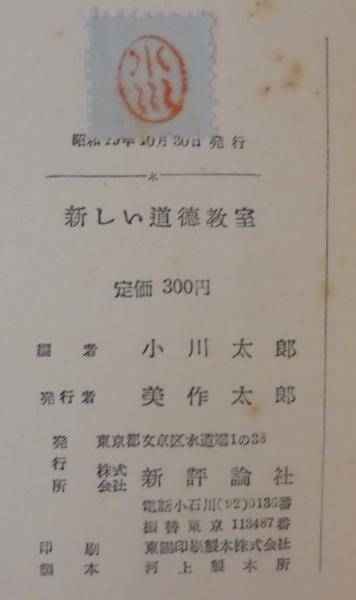 昭和29年10月30日発行
新しい道徳教室
定価 300円
編者 小川太郎
発行者 美作太郎
発行所 東京都文京区水道端1の38
株式会社 新評論社
電話小石川(92)0136番
振替東京113487番
印刷 東陽印刷製本株式会社
製本 河上製本所